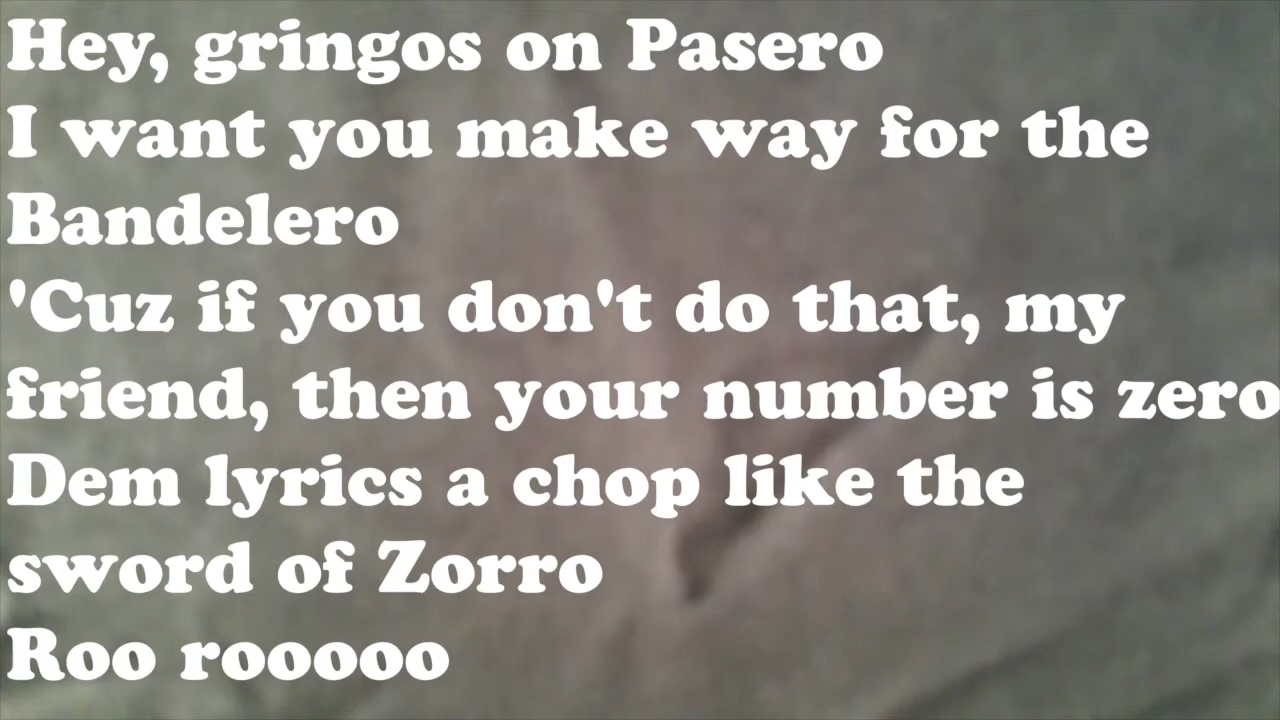 Hey, gringos on Pasero
I want you make way for the
Bandelero
'Cuz if you don't do that, my
friend, then your number is zero
Dem lyrics a chop like the
sword of Zorro
Roo rooooo